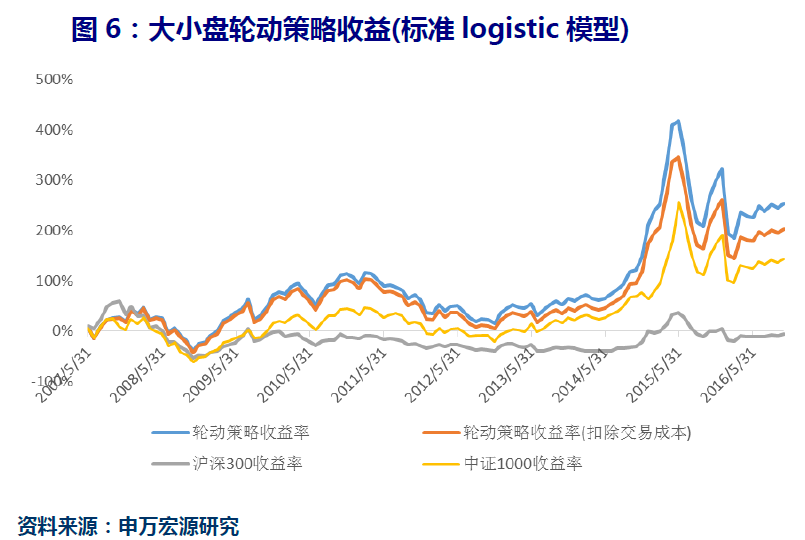 图 6：大小盘轮动策略收益(标准 logistic 模型)
500%
400%
300%
200%
100%
0%
-100%
2007/5/31 2008/5/31 2009/5/31 2010/5/31 2011/5/31 2012/5/31 2013/5/31 2014/5/31 2015/5/31 2016/5/31
轮动策略收益率 轮动策略收益率(扣除交易成本)
沪深300收益率 中证1000收益率
资料来源：申万宏源研究